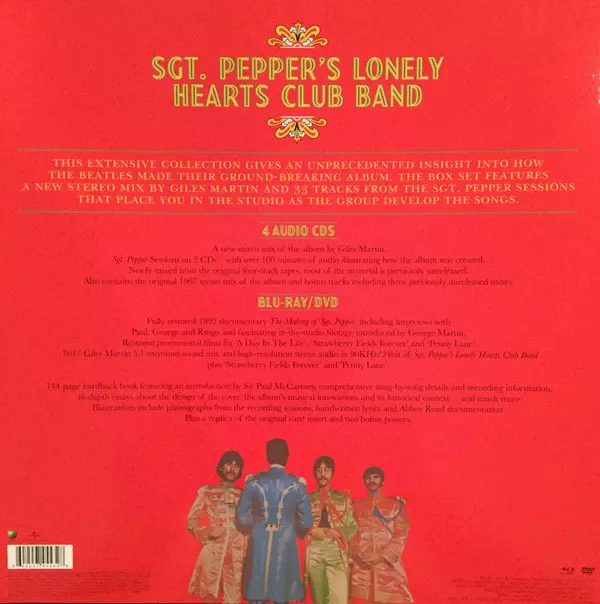 SGT. PEPPER'S LONELY
HEARTS CLUB BAND
THIS EXTENSIVE COLLECTION GIVES AN UNPRECEDENTED INSIGHT INTO HOW
THE BEATLES MADE THEIR GROUND-BREAKING ALBUM. THE BOX SET FEATURES
A NEW STEREO MIX BY GILES MARTIN AND 33 TRACKS FROM THE SGT. PEPPER SESSIONS
THAT PLACE YOU IN THE STUDIO AS THE GROUP DEVELOP THE SONGS.
4 AUDIO CDS
A new stereo mix of the album by Giles Martin.
Sgt. Pepper Sessions on 2 CDs – with over 100 minutes of audio illustrating how the album was created.
Newly mixed from the original four-track tapes, most of the material is previously unreleased.
Also contains the original 1967 mono mix of the album and bonus tracks including three previously unreleased mixes.
BLU-RAY/DVD
Fully restored 1992 documentary The Making of Sgt. Pepper including interviews with
Paul, George and Ringo and fascinating in-the-studio footage introduced by George Martin.
Restored promotional films for 'A Day In The Life', 'Strawberry Fields Forever' and 'Penny Lane'.
2017 Giles Martin 5.1 surround sound mix and high-resolution stereo audio in 96KHz/24bit of Sgt. Pepper's Lonely Hearts Club Band
plus 'Strawberry Fields Forever' and 'Penny Lane'.
144-page hardback book featuring an introduction by Sir Paul McCartney, comprehensive song-by-song details and recording information,
in-depth essays about the design of the cover, the album's musical innovations and its historical context – and much more.
Illustrations include photographs from the recording sessions, handwritten lyrics and Abbey Road documentation.
Plus a replica of the original card insert and two bonus posters.